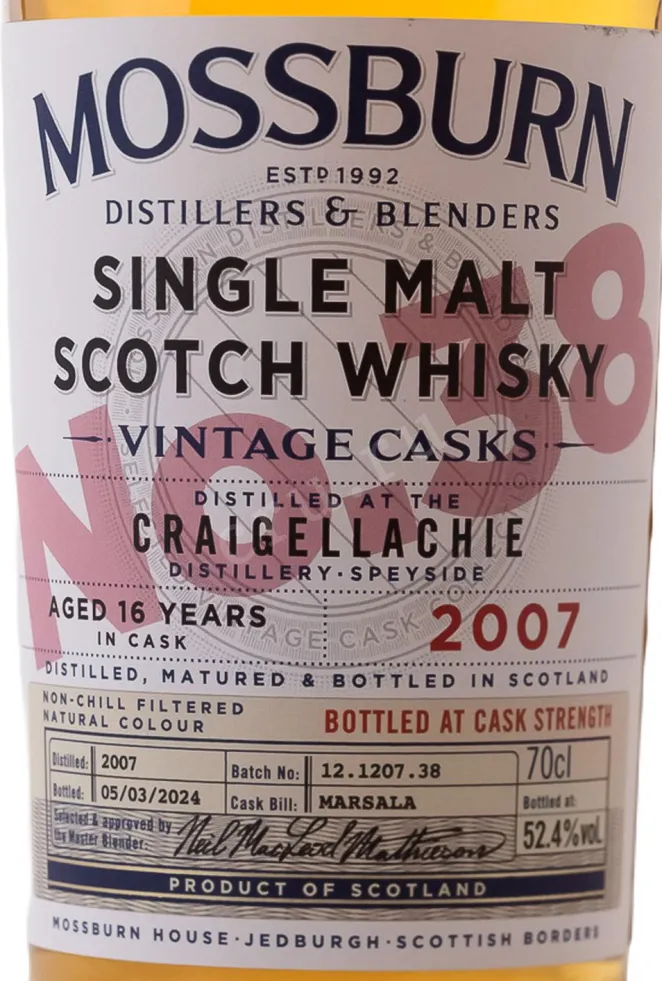 MOSSBURN
ESTD 1992
DISTILLERS & BLENDERS
SINGLE MALT
SCOTCH WHISKY
VINTAGE CASKS
No.38
DISTILLED AT THE
CRAIGELLACHIE
DISTILLERY·SPEYSIDE
AGED 16 YEARS
IN CASK
2007
DISTILLED, MATURED & BOTTLED IN SCOTLAND
NON-CHILL FILTERED
NATURAL COLOUR
BOTTLED AT CASK STRENGTH
Distilled: 2007
Bottled: 05/03/2024
Batch No: 12.1207.38
Cask Bill: MARSALA
70cl
Bottled at:
52.4%vol.
Selected & approved by
the Master Blender:
Neil MacLeod Mathieson
PRODUCT OF SCOTLAND
MOSSBURN HOUSE·JEDBURGH·SCOTTISH BORDERS